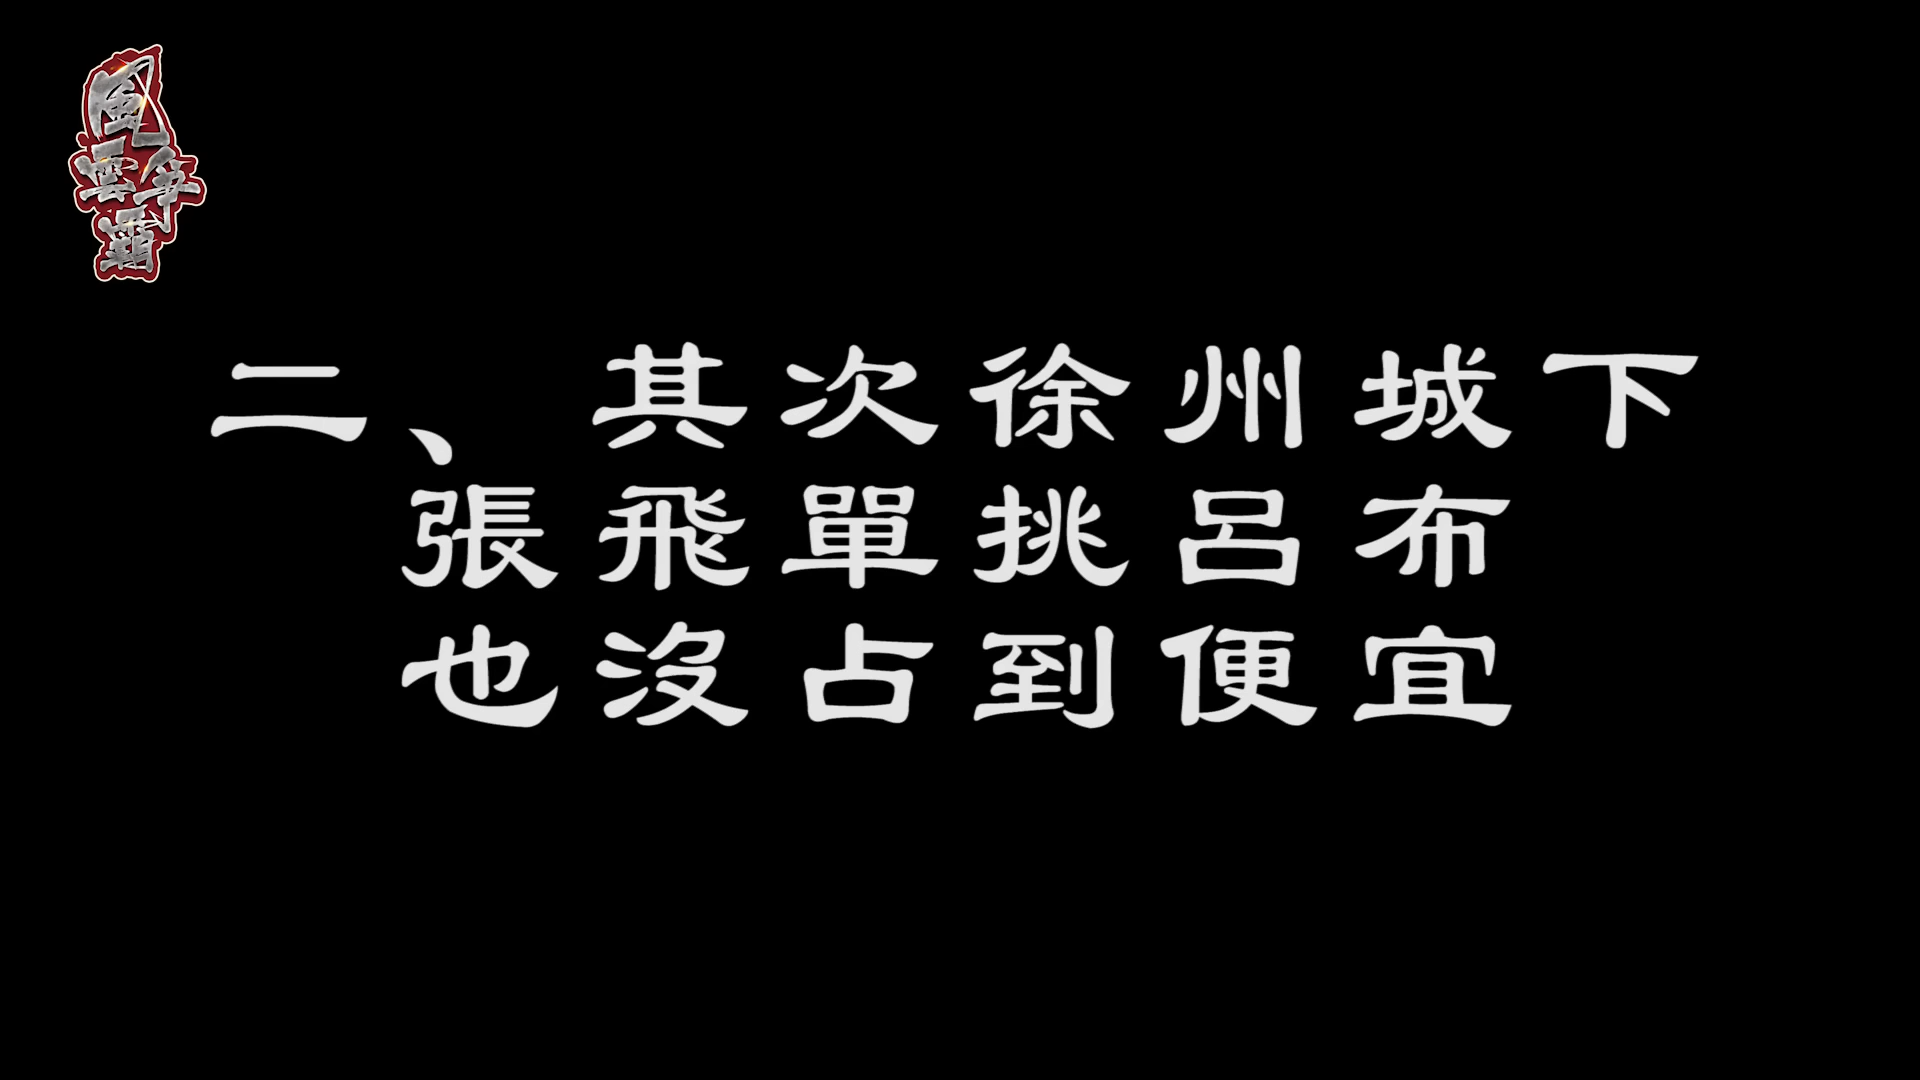 風雲爭霸
二、其次徐州城下
張飛單挑呂布
也沒占到便宜